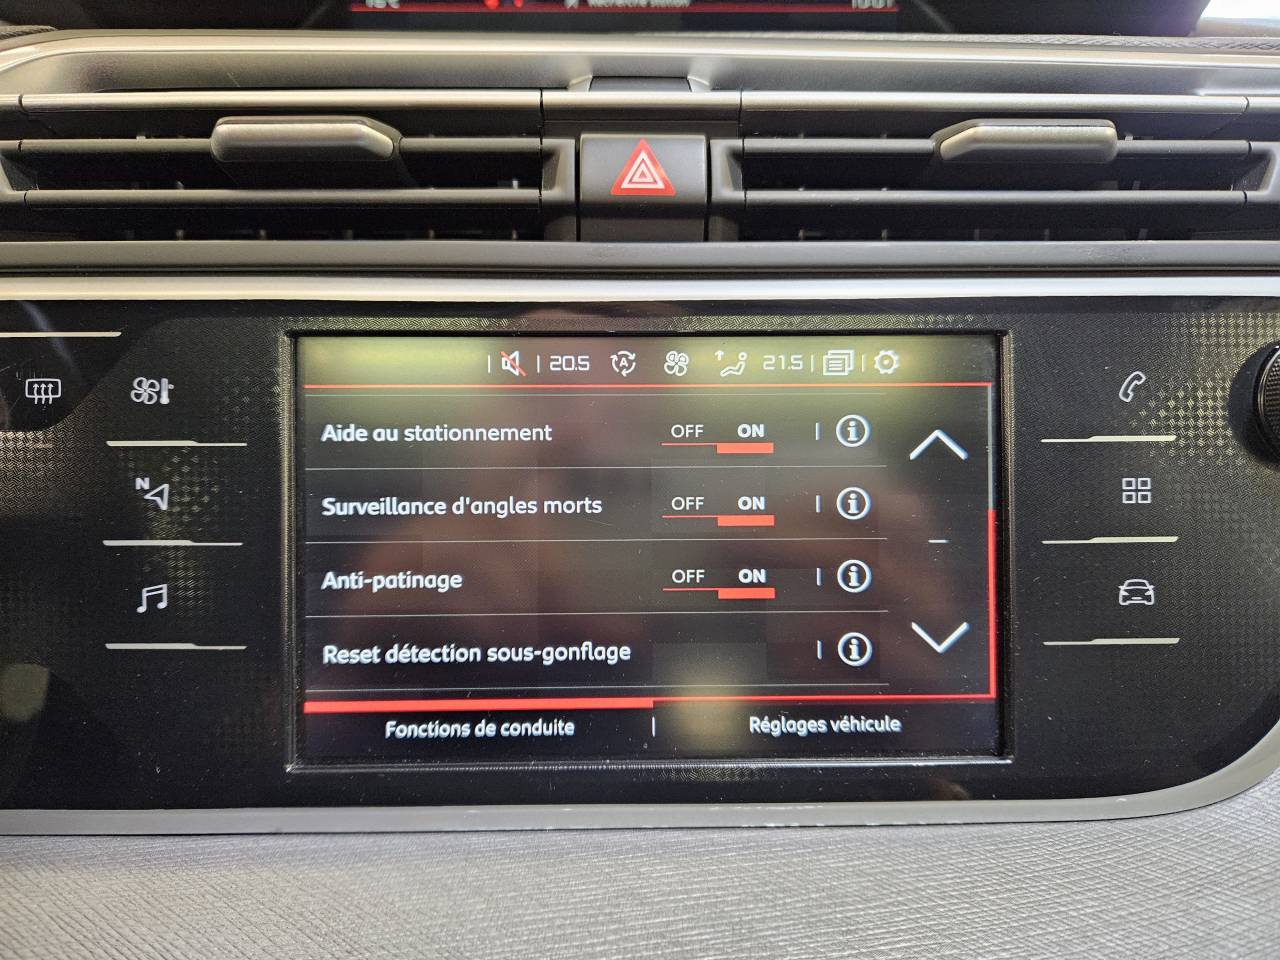 20.5 A 21.5
Aide au stationnement OFF ON
Surveillance d'angles morts OFF ON
Anti-patinage OFF ON
Reset détection sous-gonflage
Fonctions de conduite Réglages véhicule
N